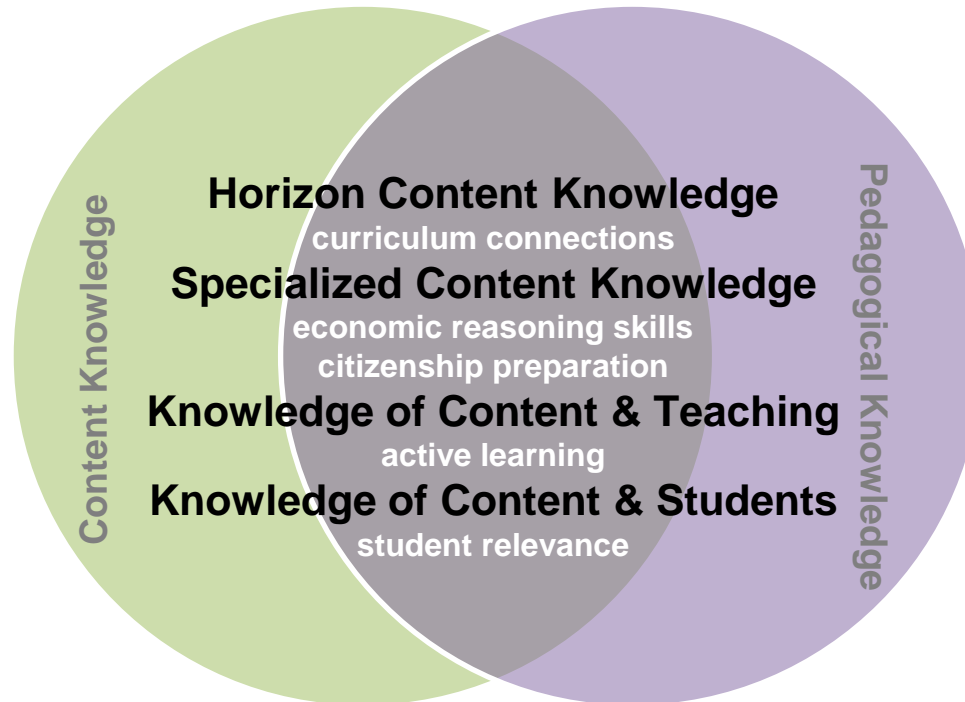 Content Knowledge
Horizon Content Knowledge
curriculum connections
Specialized Content Knowledge
economic reasoning skills
citizenship preparation
Knowledge of Content & Teaching
active learning
Knowledge of Content & Students
student relevance
Pedagogical Knowledge